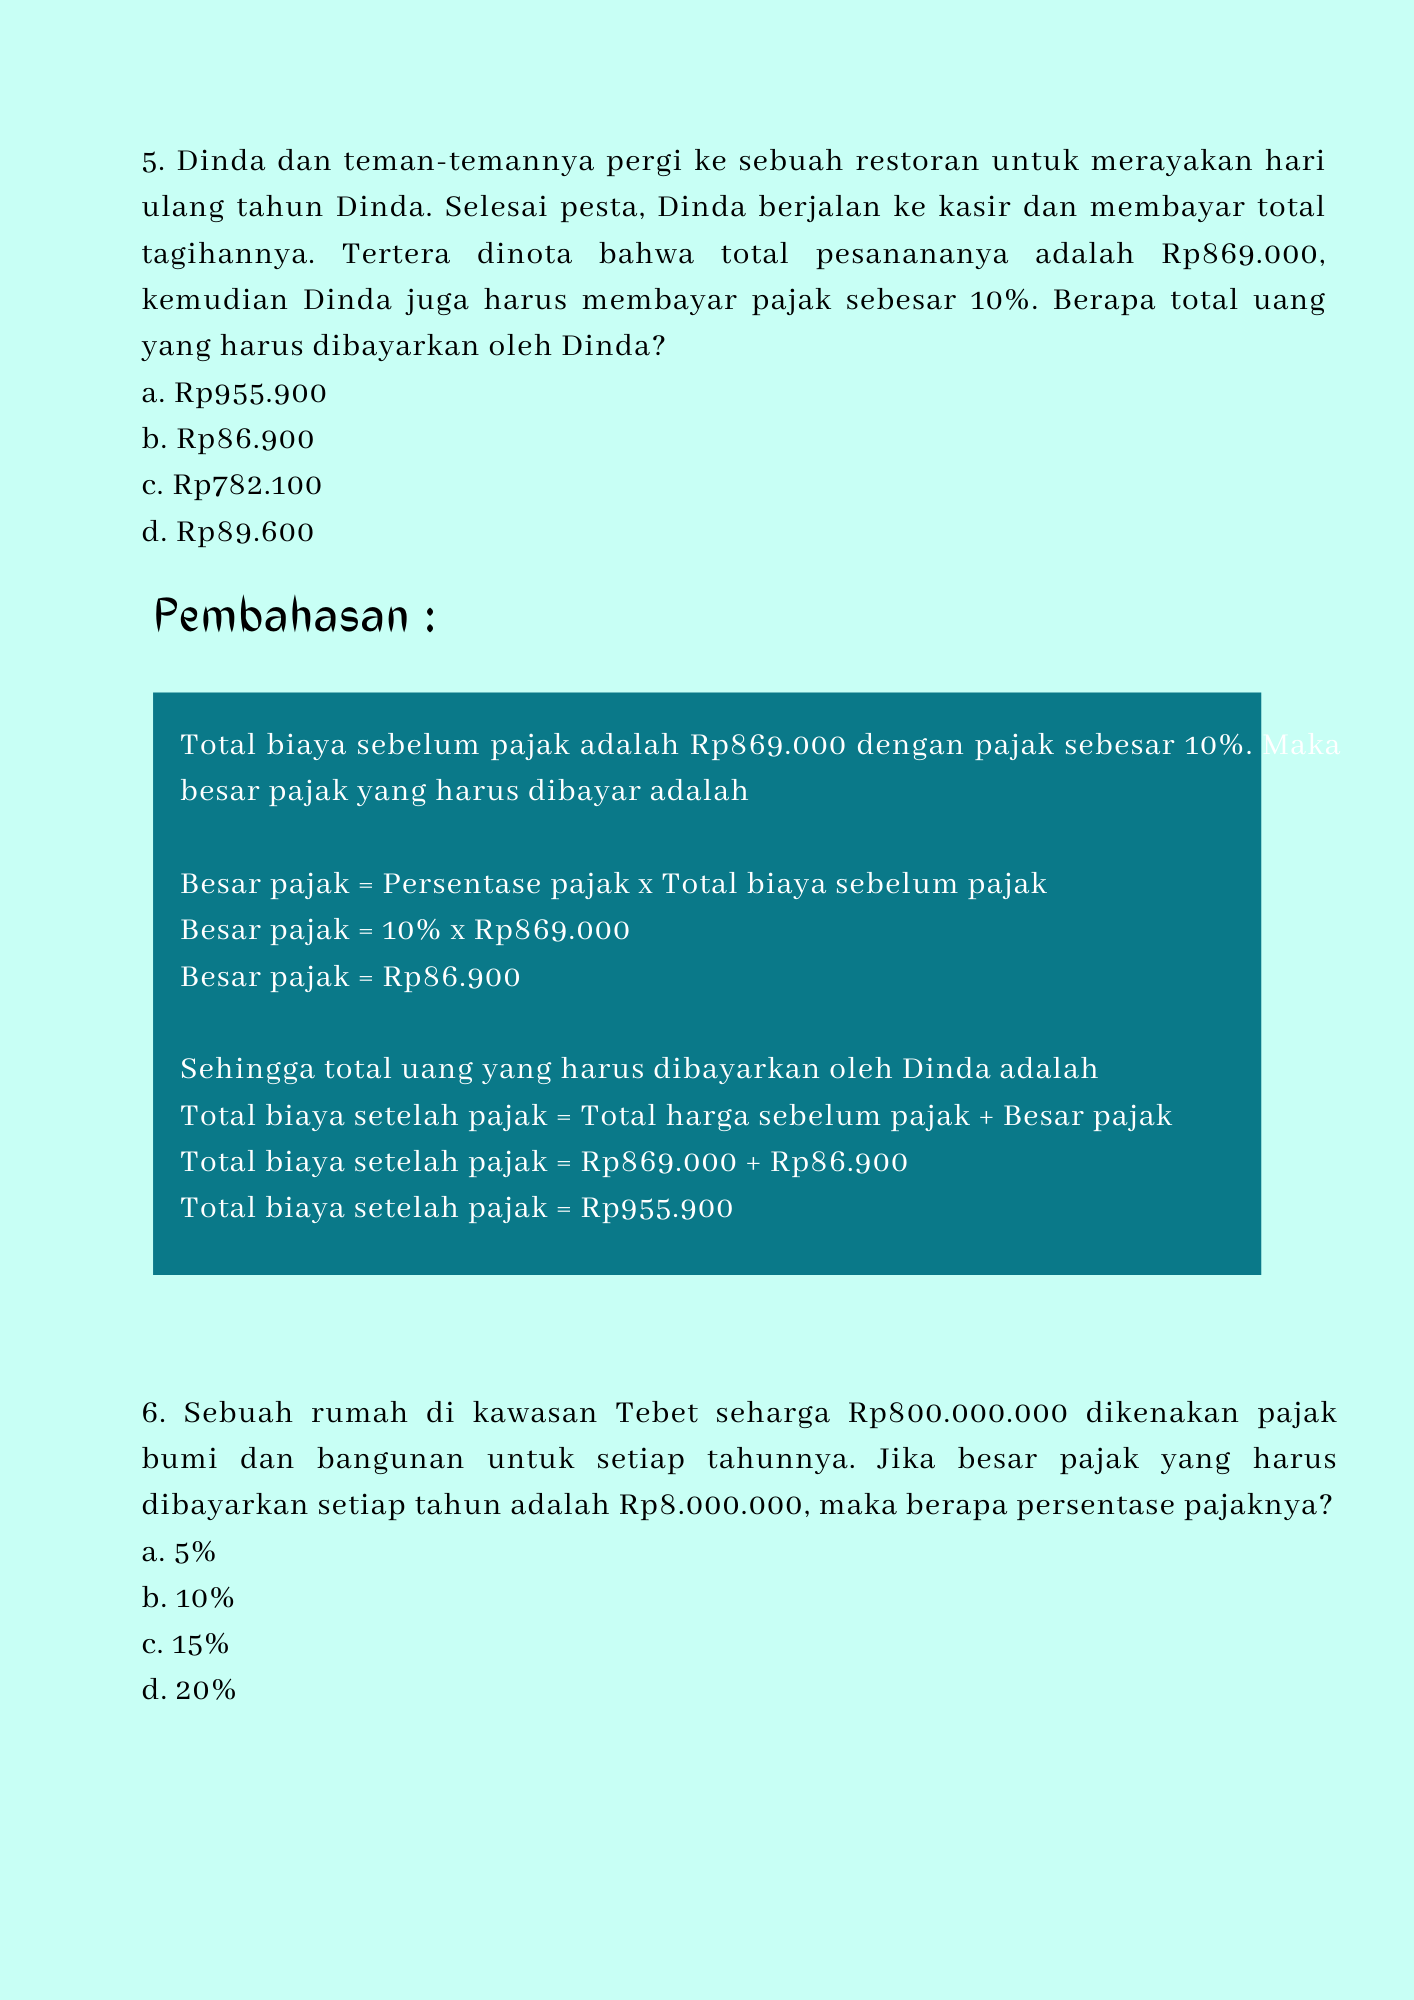 5. Dinda dan teman-temannya pergi ke sebuah restoran untuk merayakan hari
ulang tahun Dinda. Selesai pesta, Dinda berjalan ke kasir dan membayar total
tagihannya. Tertera dinota bahwa total pesanananya adalah Rp869.000,
kemudian Dinda juga harus membayar pajak sebesar 10%. Berapa total uang
yang harus dibayarkan oleh Dinda?
a. Rp955.900
b. Rp86.900
c. Rp782.100
d. Rp89.600
Pembahasan :
Total biaya sebelum pajak adalah Rp869.000 dengan pajak sebesar 10%. Maka
besar pajak yang harus dibayar adalah
Besar pajak = Persentase pajak x Total biaya sebelum pajak
Besar pajak = 10% x Rp869.000
Besar pajak = Rp86.900
Sehingga total uang yang harus dibayarkan oleh Dinda adalah
Total biaya setelah pajak = Total harga sebelum pajak + Besar pajak
Total biaya setelah pajak = Rp869.000 + Rp86.900
Total biaya setelah pajak = Rp955.900
6. Sebuah rumah di kawasan Tebet seharga Rp800.000.000 dikenakan pajak
bumi dan bangunan untuk setiap tahunnya. Jika besar pajak yang harus
dibayarkan setiap tahun adalah Rp8.000.000, maka berapa persentase pajaknya?
a. 5%
b. 10%
c. 15%
d. 20%